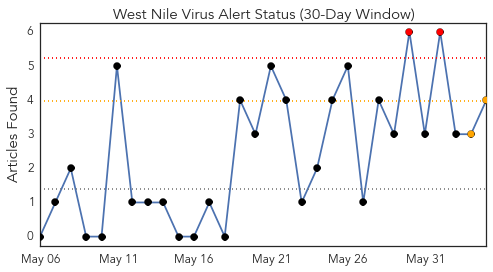 West Nile Virus Alert Status (30-Day Window)
Articles Found
6
5
4
3
2
1
0
May 06
May 11
May 16
May 21
May 26
May 31